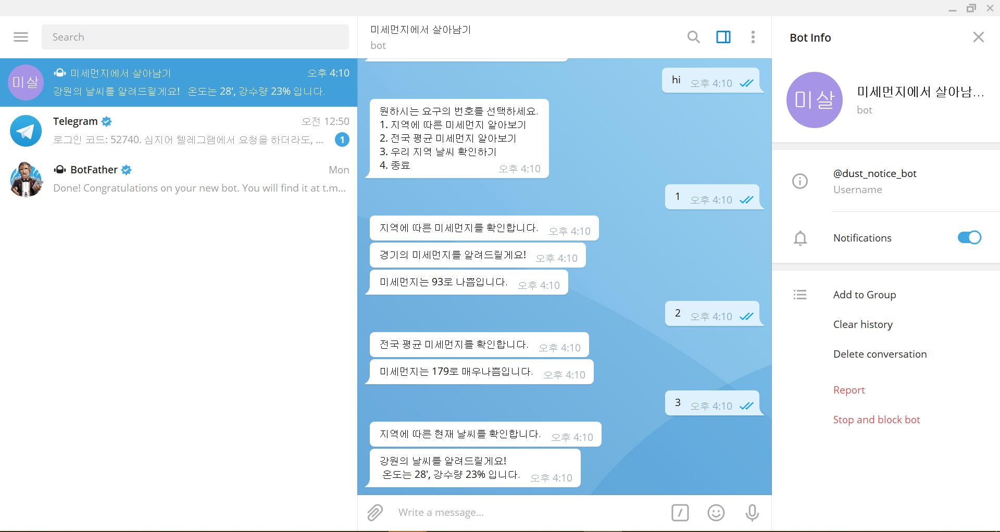 Search
미살
미세먼지에서 살아남기 오후 4:10
강원의 날씨를 알려드릴게요! 온도는 28', 강수량 23% 입니다.
Telegram 오전 12:50
로그인 코드: 52740. 심지어 텔레그램에서 요청을 하더라도, ... 1
BotFather Mon
Done! Congratulations on your new bot. You will find it at t.m...
미세먼지에서 살아남기
bot
hi 오후 4:10
원하시는 요구의 번호를 선택하세요.
1. 지역에 따른 미세먼지 알아보기
2. 전국 평균 미세먼지 알아보기
3. 우리 지역 날씨 확인하기
4. 종료 오후 4:10
1 오후 4:10
지역에 따른 미세먼지를 확인합니다. 오후 4:10
경기의 미세먼지를 알려드릴게요! 오후 4:10
미세먼지는 93로 나쁨입니다. 오후 4:10
2 오후 4:10
전국 평균 미세먼지를 확인합니다. 오후 4:10
미세먼지는 179로 매우나쁨입니다. 오후 4:10
3 오후 4:10
지역에 따른 현재 날씨를 확인합니다. 오후 4:10
강원의 날씨를 알려드릴게요!
온도는 28', 강수량 23% 입니다. 오후 4:10
Write a message...
Bot Info
미살
미세먼지에서 살아남...
bot
@dust_notice_bot
Username
Notifications
Add to Group
Clear history
Delete conversation
Report
Stop and block bot